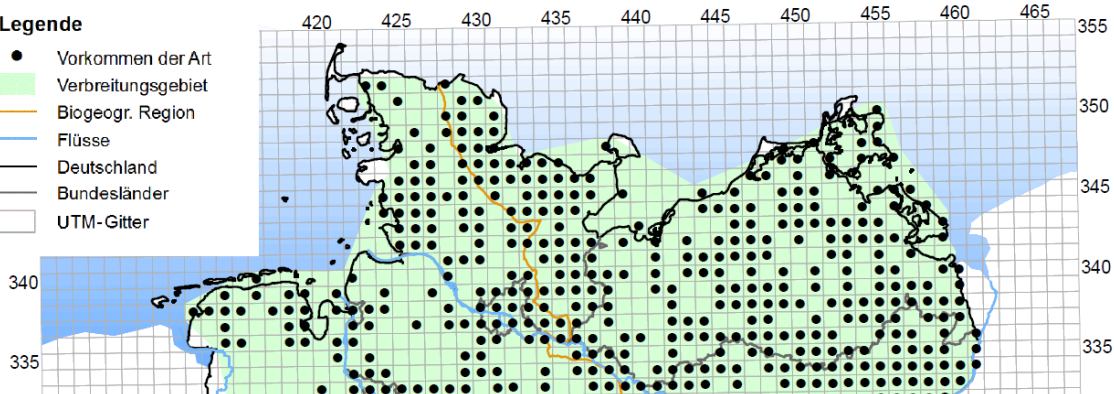 Legende
Vorkommen der Art
Verbreitungsgebiet
Biogeogr. Region
Flüsse
Deutschland
Bundesländer
UTM-Gitter
420 425 430 435 440 445 450 455 460 465
355
350
345
340 340
335 335